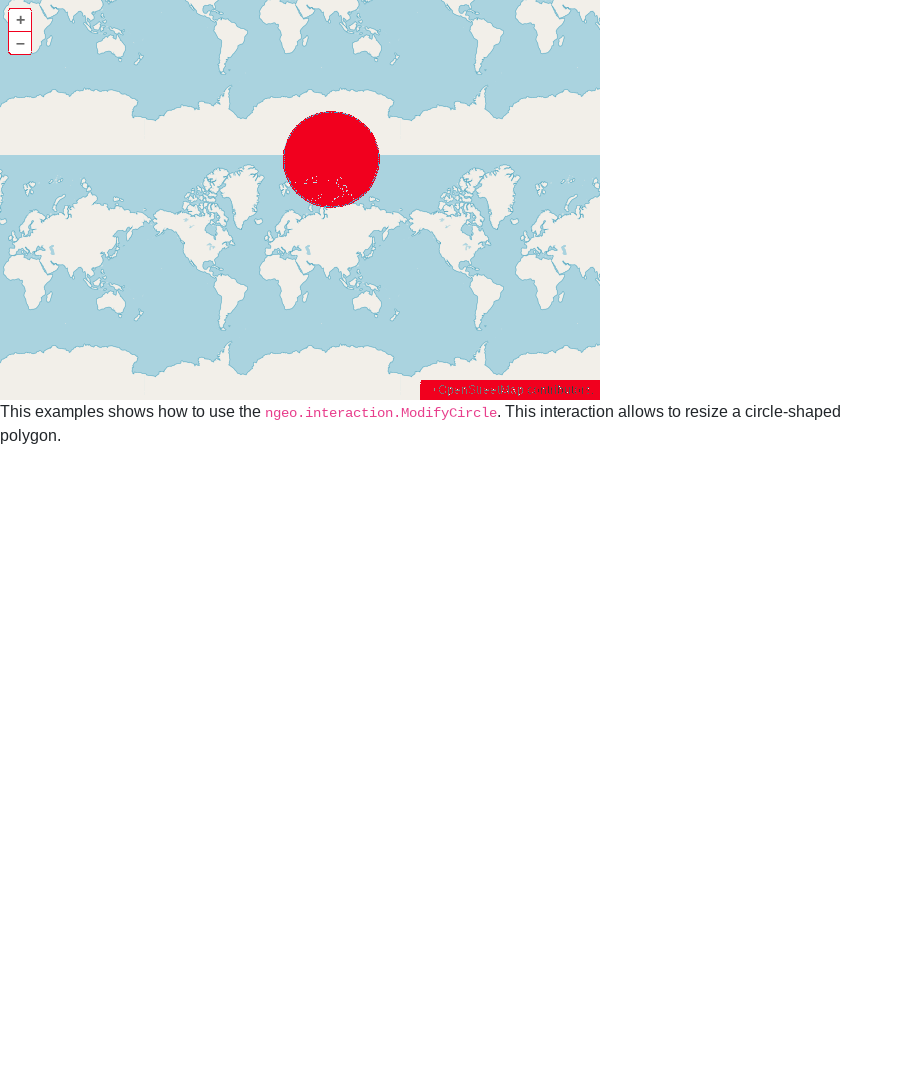 +
−
OpenStreetMap
This examples shows how to use the ngeo.interaction.ModifyCircle. This interaction allows to resize a circle-shaped
polygon.